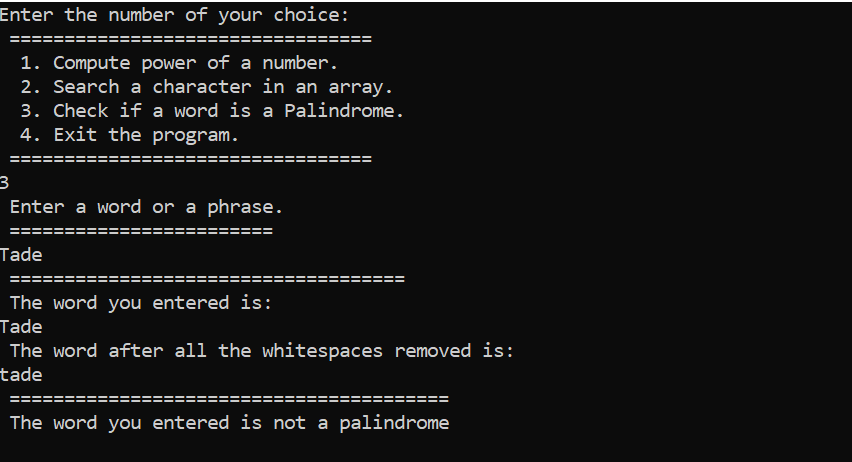 Enter the number of your choice:
=================================
1. Compute power of a number.
2. Search a character in an array.
3. Check if a word is a Palindrome.
4. Exit the program.
=================================
3
Enter a word or a phrase.
========================
Tade
====================================
The word you entered is:
Tade
The word after all the whitespaces removed is:
tade
========================================
The word you entered is not a palindrome